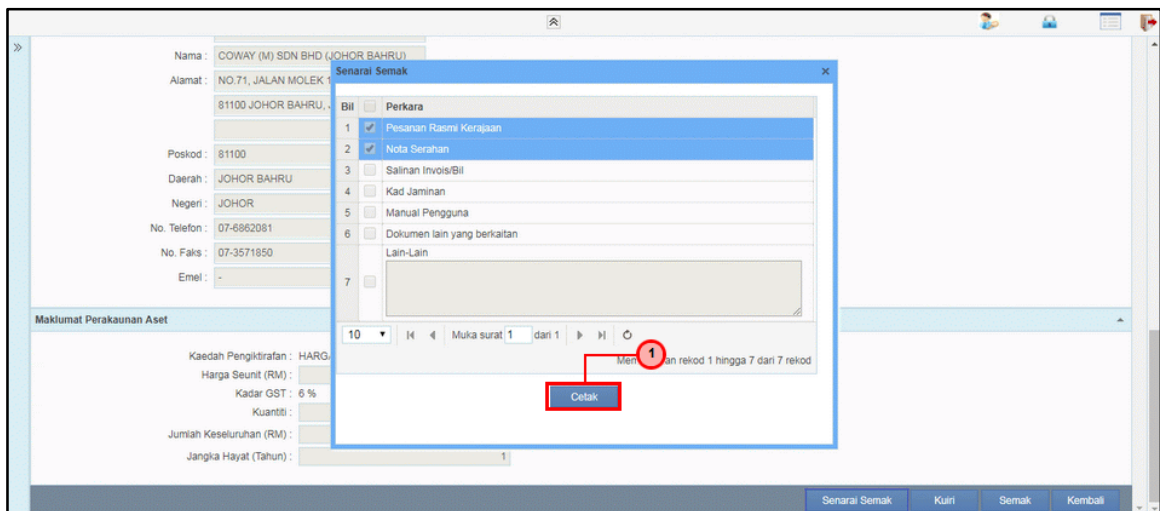 Nama : COWAY (M) SDN BHD (JOHOR BAHRU)
Alamat : NO.71, JALAN MOLEK 1
81100 JOHOR BAHRU,
Poskod : 81100
Daerah : JOHOR BAHRU
Negeri : JOHOR
No. Telefon : 07-6862081
No. Faks : 07-3571850
Emel : -
Senarai Semak ×
Bil Perkara
1 Pesanan Rasmi Kerajaan
2 Nota Serahan
3 Salinan Invois/Bil
4 Kad Jaminan
5 Manual Pengguna
6 Dokumen lain yang berkaitan
7 Lain-Lain
10 Muka surat 1 dari 1
1
rekod 1 hingga 7 dari 7 rekod
Cetak
Maklumat Perakaunan Aset
Kaedah Pengiktirafan : HARG
Harga Seunit (RM) :
Kadar GST : 6 %
Kuantiti :
Jumlah Keseluruhan (RM) :
Jangka Hayat (Tahun) : 1
Senarai Semak Kuiri Semak Kembali